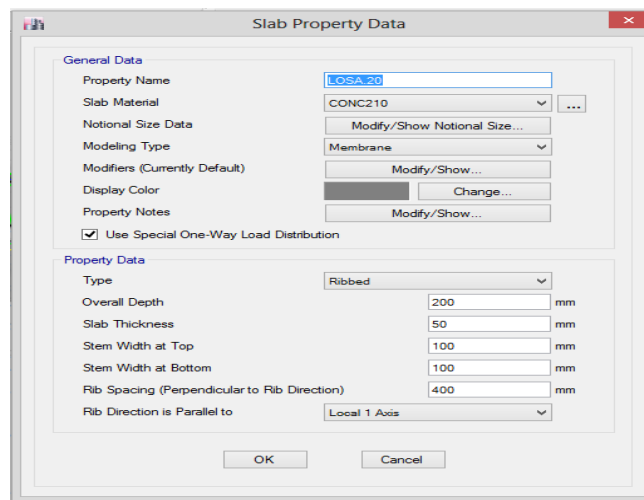 Slab Property Data
General Data
Property Name LOSA.20
Slab Material CONC210 ...
Notional Size Data Modify/Show Notional Size...
Modeling Type Membrane
Modifiers (Currently Default) Modify/Show...
Display Color Change...
Property Notes Modify/Show...
Use Special One-Way Load Distribution
Property Data
Type Ribbed
Overall Depth 200 mm
Slab Thickness 50 mm
Stem Width at Top 100 mm
Stem Width at Bottom 100 mm
Rib Spacing (Perpendicular to Rib Direction) 400 mm
Rib Direction is Parallel to Local 1 Axis
OK Cancel